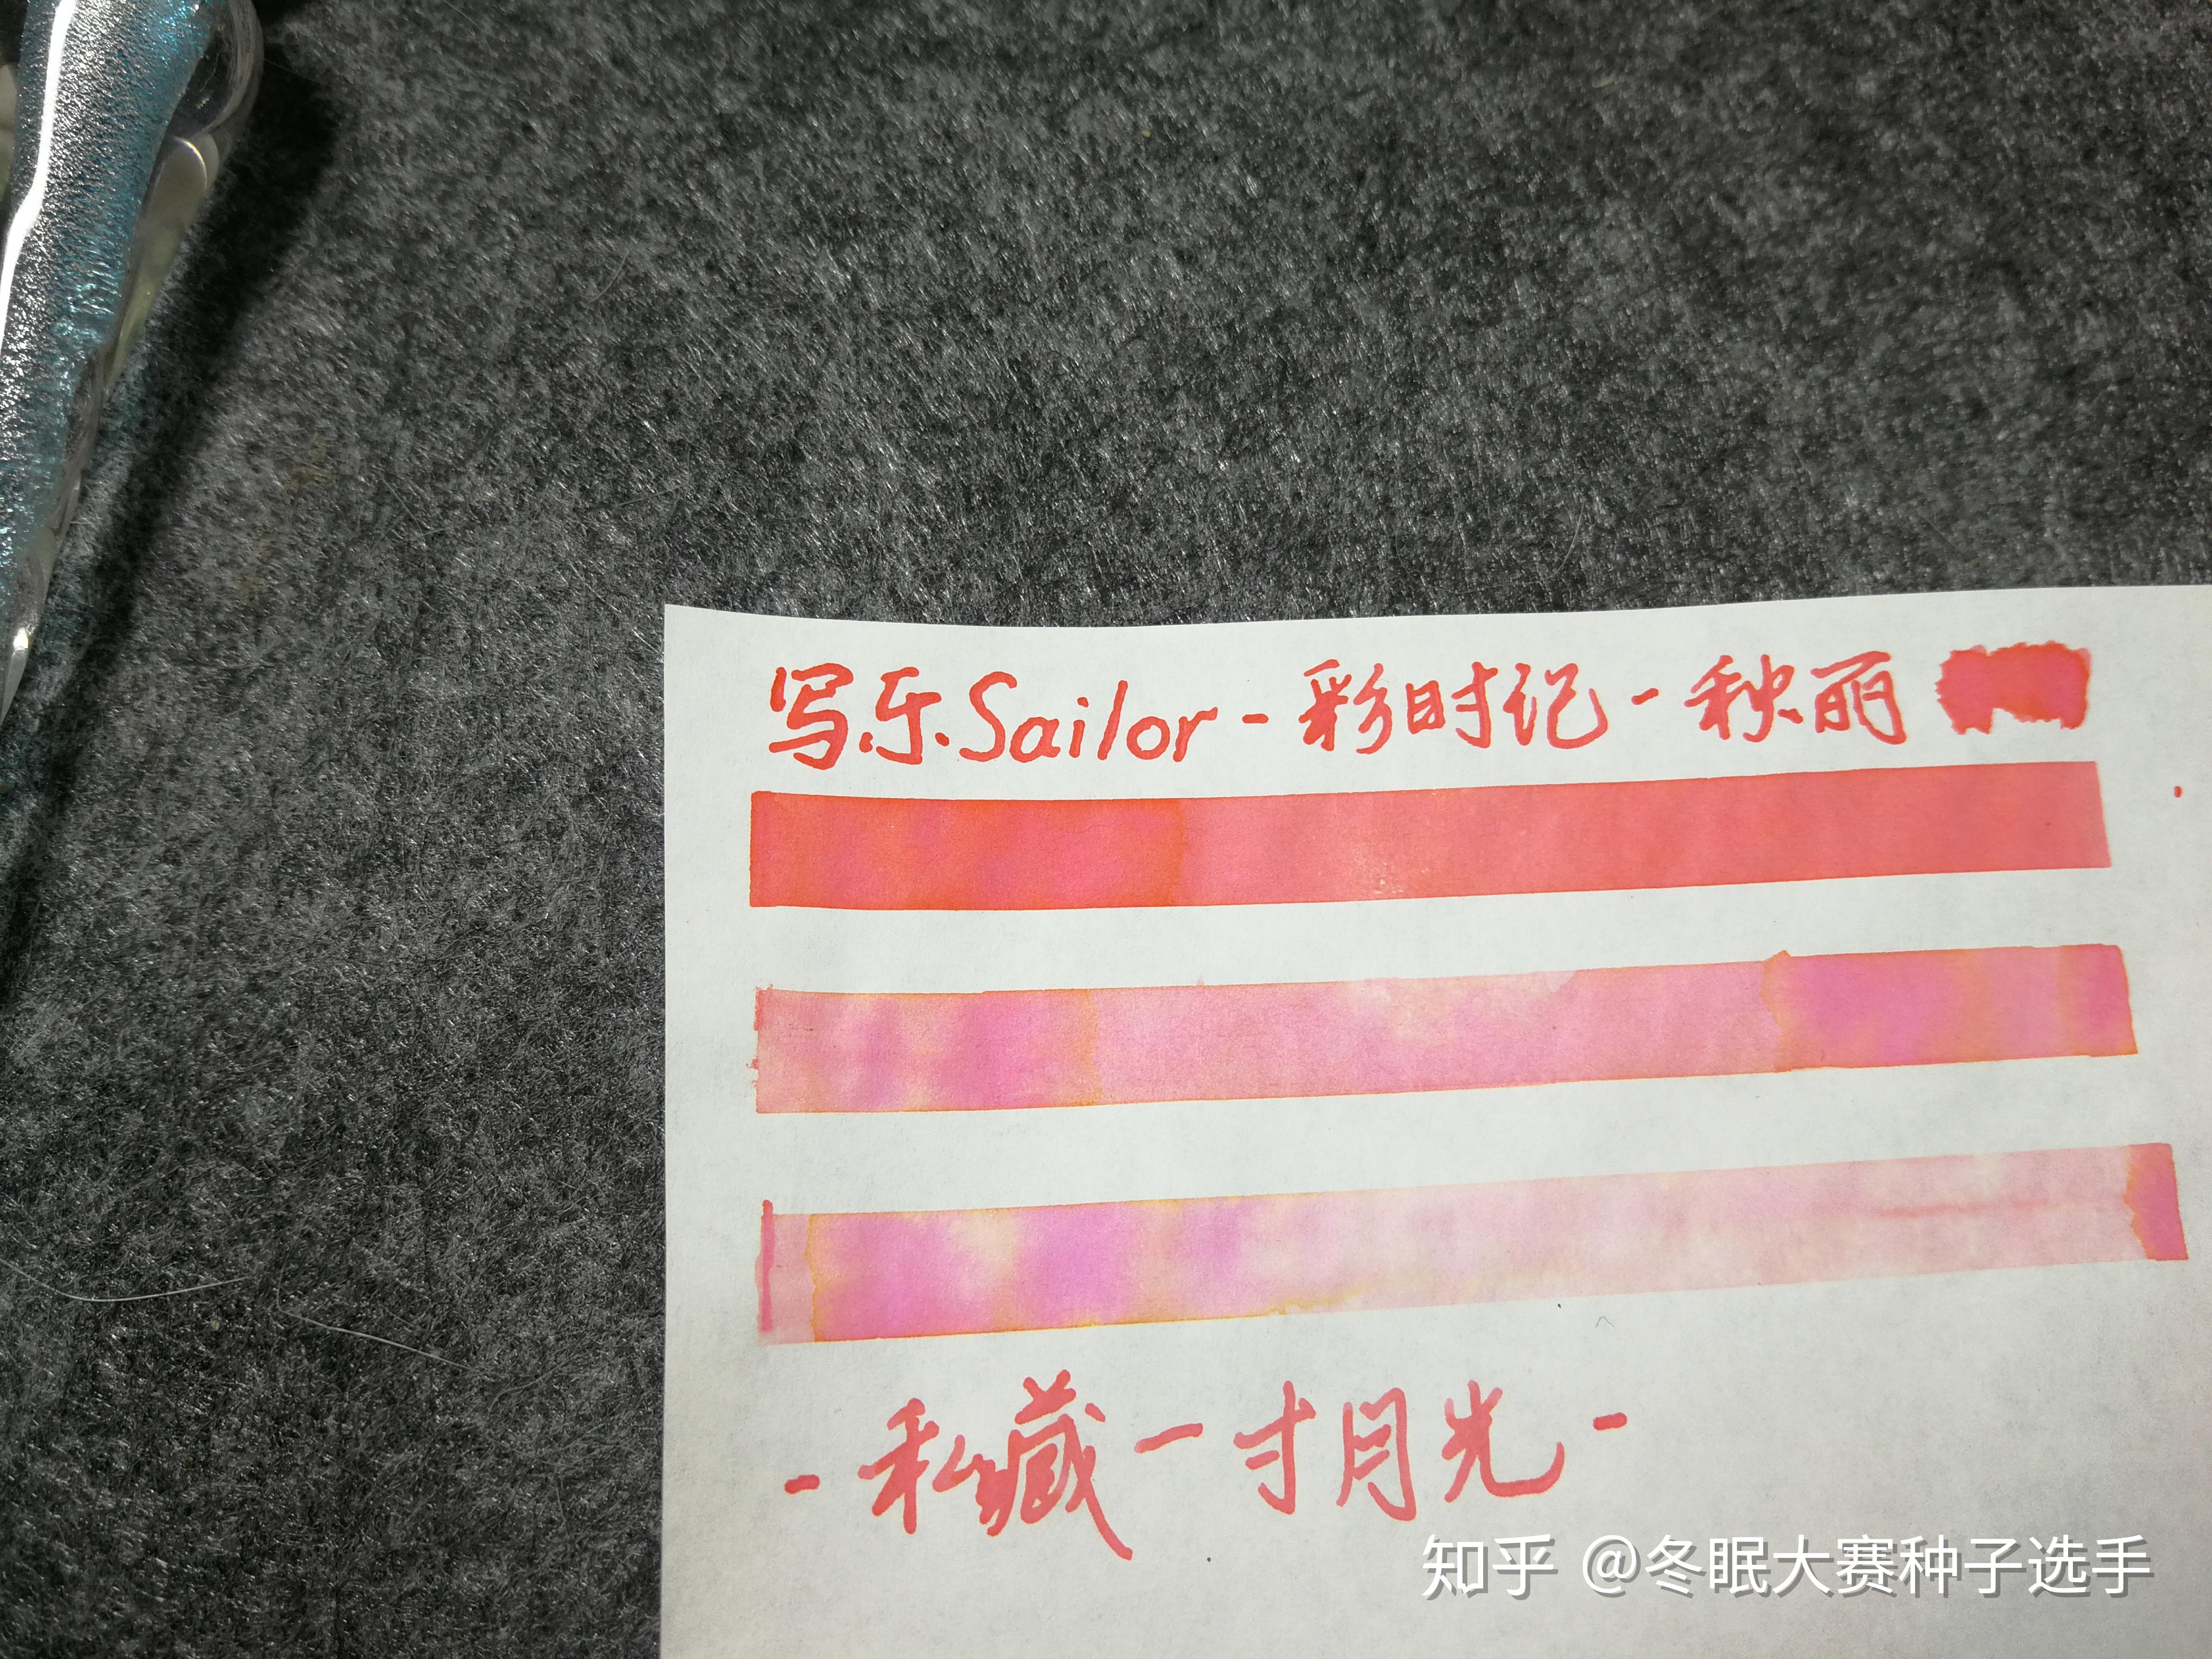 写乐Sailor-彩时记-秋丽
-私藏一寸月光-
知乎 @冬眠大赛种子选手